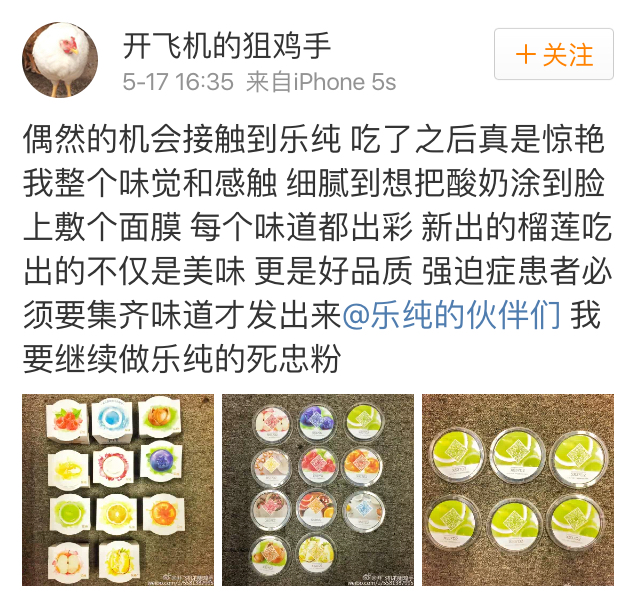 开飞机的狙鸡手
5-17 16:35 来自iPhone 5s
+关注
偶然的机会接触到乐纯 吃了之后真是惊艳
我整个味觉和感触 细腻到想把酸奶涂到脸
上敷个面膜 每个味道都出彩 新出的榴莲吃
出的不仅是美味 更是好品质 强迫症患者必
须要集齐味道才发出来@乐纯的伙伴们 我
要继续做乐纯的死忠粉